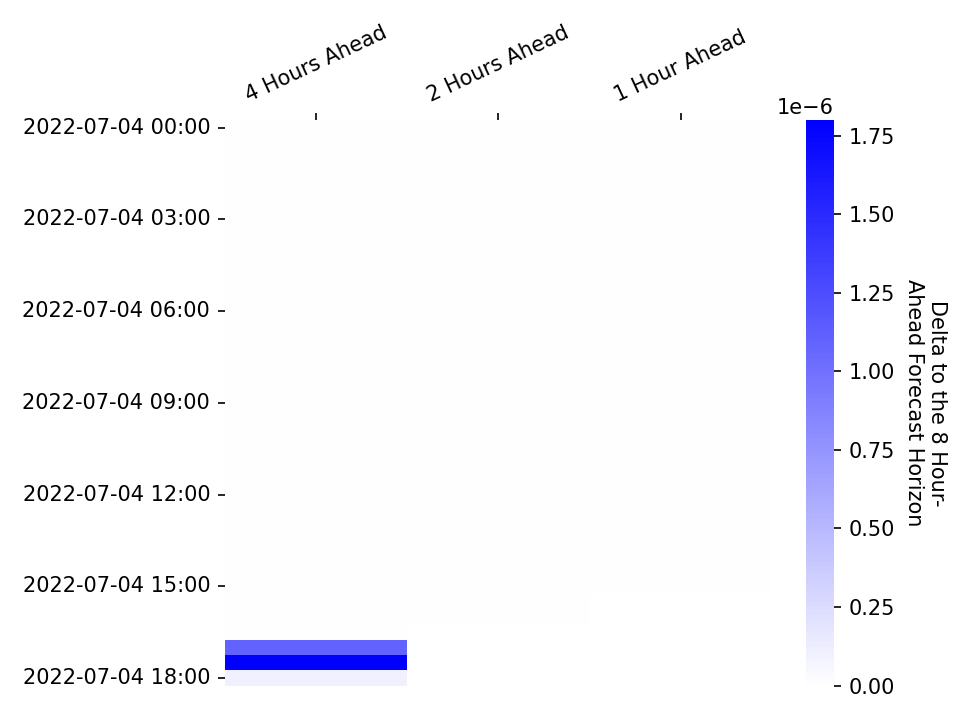 4 Hours Ahead
2 Hours Ahead
1 Hour Ahead
1e−6
2022-07-04 00:00
2022-07-04 03:00
2022-07-04 06:00
2022-07-04 09:00
2022-07-04 12:00
2022-07-04 15:00
2022-07-04 18:00
1.75
1.50
1.25
1.00
0.75
0.50
0.25
0.00
Delta to the 8 Hour-
Ahead Forecast Horizon